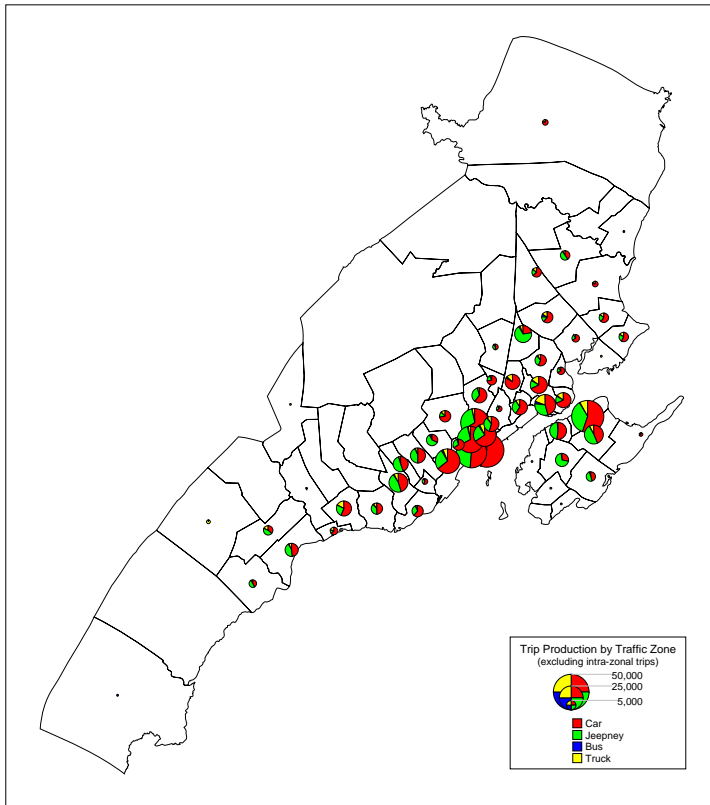 Trip Production by Traffic Zone
(excluding intra-zonal trips)
50,000
25,000
5,000
Car
Jeepney
Bus
Truck